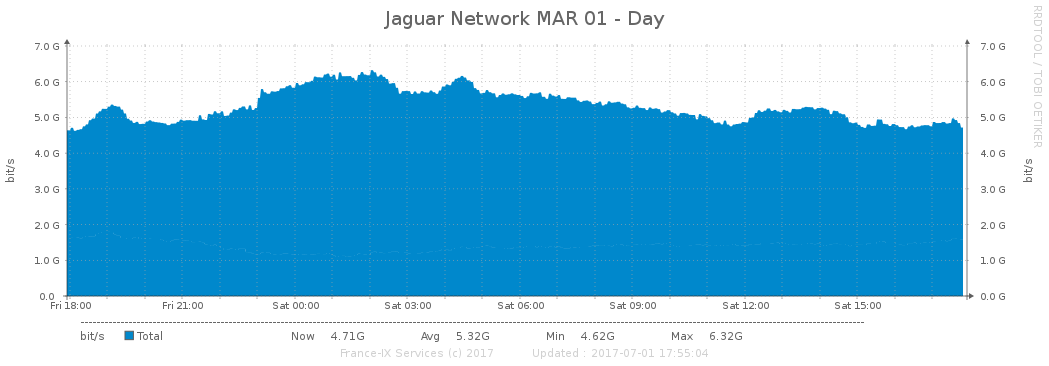 Jaguar Network MAR 01 - Day
RRDTOOL / TOBI OETIKER
bit/s
7.0 G
6.0 G
5.0 G
4.0 G
3.0 G
2.0 G
1.0 G
0.0
7.0 G
6.0 G
5.0 G
4.0 G
3.0 G
2.0 G
1.0 G
0.0 G
bit/s
Fri 18:00 Fri 21:00 Sat 00:00 Sat 03:00 Sat 06:00 Sat 09:00 Sat 12:00 Sat 15:00
bit/s Total Now 4.71G Avg 5.32G Min 4.62G Max 6.32G
France-IX Services (c) 2017 Updated : 2017-07-01 17:55:04